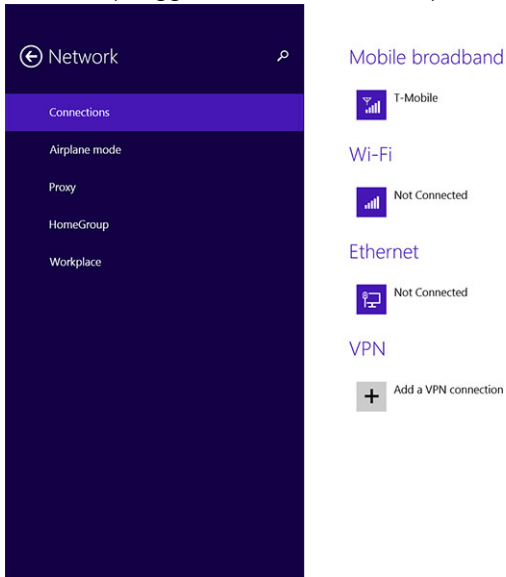 Network
Connections
Airplane mode
Proxy
HomeGroup
Workplace
Mobile broadband
T-Mobile
Wi-Fi
Not Connected
Ethernet
Not Connected
VPN
Add a VPN connection